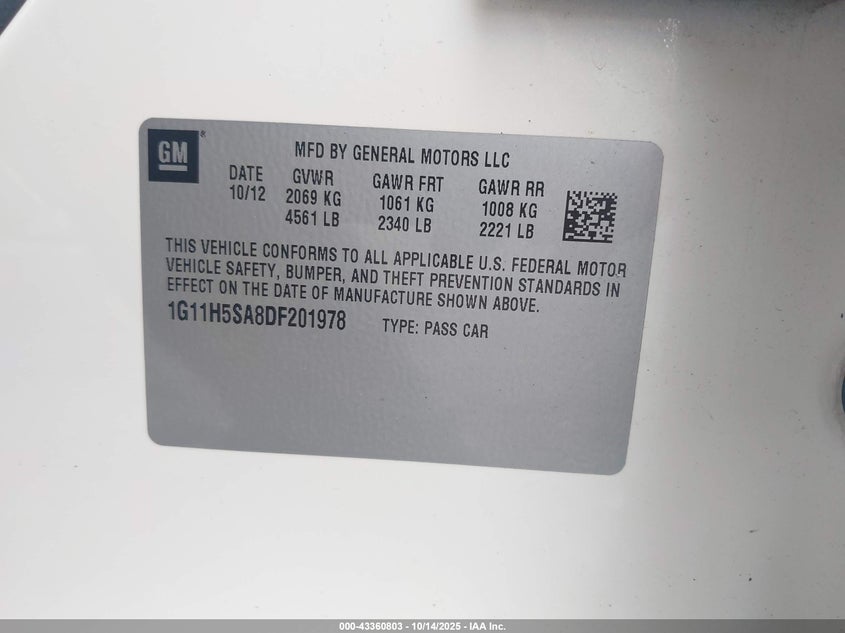 GM
MFD BY GENERAL MOTORS LLC
DATE GVWR GAWR FRT GAWR RR
10/12 2069 KG 1061 KG 1008 KG
4561 LB 2340 LB 2221 LB
THIS VEHICLE CONFORMS TO ALL APPLICABLE U.S. FEDERAL MOTOR
VEHICLE SAFETY, BUMPER, AND THEFT PREVENTION STANDARDS IN
EFFECT ON THE DATE OF MANUFACTURE SHOWN ABOVE.
1G11H5SA8DF201978 TYPE: PASS CAR
000-43360803 - 10/14/2025 - IAA Inc.